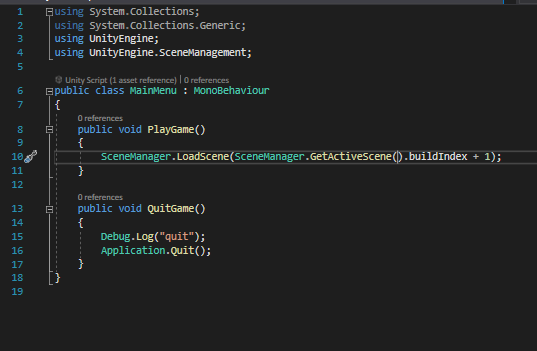 1 using System.Collections;
2 using System.Collections.Generic;
3 using UnityEngine;
4 using UnityEngine.SceneManagement;
5
Unity Script (1 asset reference) | 0 references
6 public class MainMenu : MonoBehaviour
7 {
0 references
8 public void PlayGame()
9 {
10 SceneManager.LoadScene(SceneManager.GetActiveScene().buildIndex + 1);
11 }
12
0 references
13 public void QuitGame()
14 {
15 Debug.Log("quit");
16 Application.Quit();
17 }
18 }
19